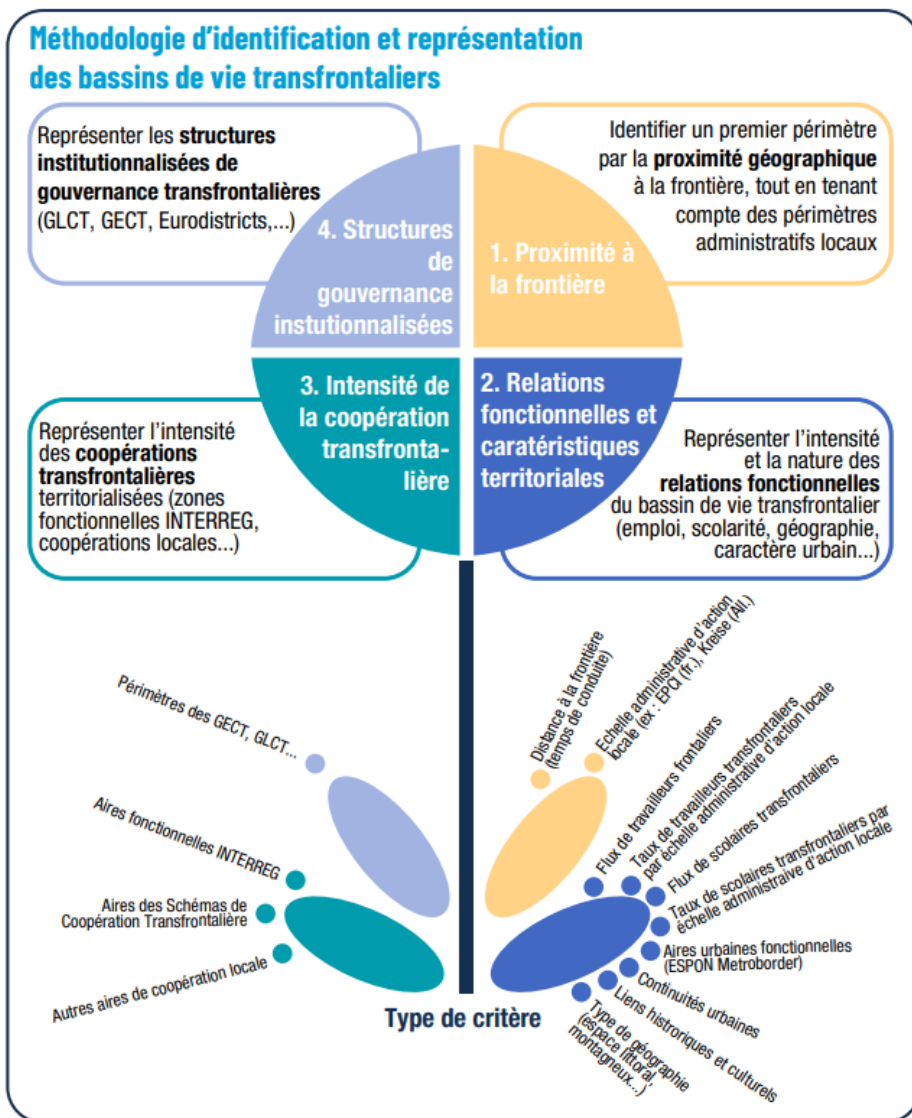 Méthodologie d'identification et représentation
des bassins de vie transfrontaliers
Représenter les structures
institutionnalisées de
gouvernance transfrontalières
(GLCT, GECT, Eurodistricts,...)
Identifier un premier périmètre
par la proximité géographique
à la frontière, tout en tenant
compte des périmètres
administratifs locaux
4. Structures
de
gouvernance
instutionnalisées
1. Proximité à
la frontière
3. Intensité de
la coopération
transfronta-
lière
2. Relations
fonctionnelles et
caratéristiques
territoriales
Représenter l'intensité
des coopérations
transfrontalières
territorialisées (zones
fonctionnelles INTERREG,
coopérations locales...)
Représenter l'intensité
et la nature des
relations fonctionnelles
du bassin de vie transfrontalier
(emploi, scolarité, géographie,
caractère urbain...)
Périmètres des GECT, GLCT...
Aires fonctionnelles INTERREG
Aires des Schémas de
Coopération Transfrontalière
Autres aires de coopération locale
Distance à la frontière
(temps de conduite)
Echelle administrative d'action
locale (ex : EPCI (fr.), Kreise (All.)
Flux de travailleurs frontaliers
Taux de travailleurs transfrontaliers
par échelle administrative d'action locale
Flux de scolaires transfrontaliers
Taux de scolaires transfrontaliers par
échelle administraive d'action locale
Aires urbaines fonctionnelles
(ESPON Metroborder)
Continuités urbaines
Liens historiques et culturels
Type de géographie
(espace littoral,
montagneux...)
Type de critère